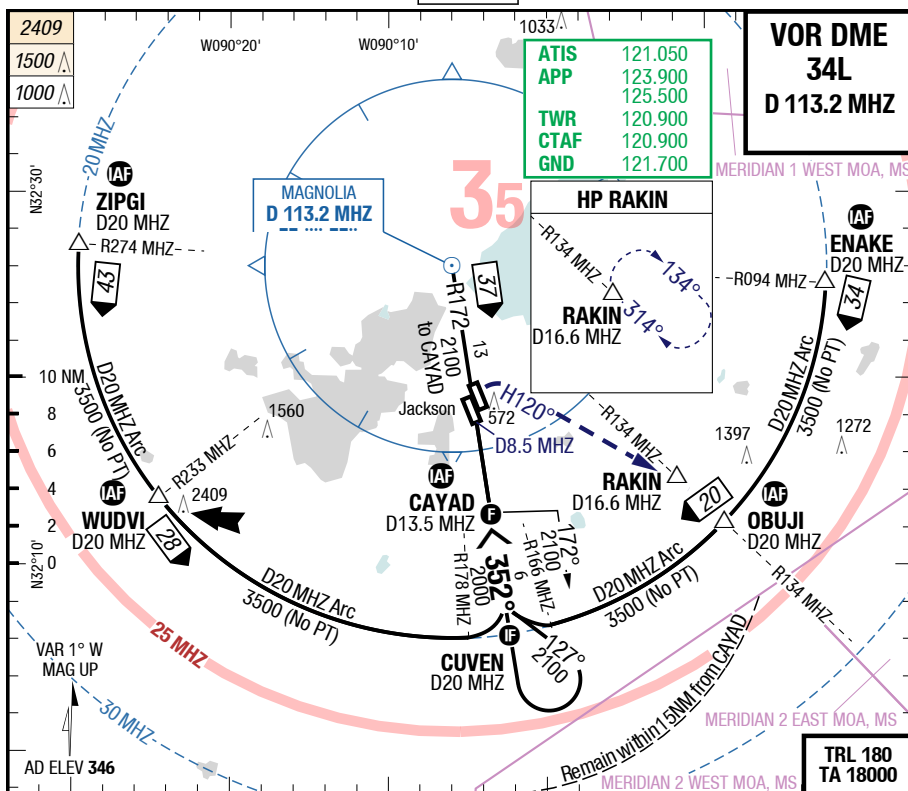 2409
1500
1000
W090°20'
W090°10'
1033
ATIS 121.050
APP 123.900
125.500
TWR 120.900
CTAF 120.900
GND 121.700
VOR DME
34L
D 113.2 MHZ
20 MHZ
MERIDIAN 1 WEST MOA, MS
N32°30'
IAF
ZIPGI
D20 MHZ
R274 MHZ
43
MAGNOLIA
D 113.2 MHZ
35
HP RAKIN
R134 MHZ
134°
314°
RAKIN
D16.6 MHZ
IAF
ENAKE
D20 MHZ
R094 MHZ
34
37
R172
2100
to CAYAD
13
10 NM
8
6
4
2
0
D20 MHZ Arc
3500 (No PT)
D20 MHZ Arc
3500 (No PT)
Jackson
572
H120°
D8.5 MHZ
R134 MHZ
1560
R233 MHZ
1397
1272
IAF
WUDVI
D20 MHZ
2409
28
IAF
CAYAD
D13.5 MHZ
F
RAKIN
D16.6 MHZ
20
IAF
OBUJI
D20 MHZ
R134 MHZ
N32°10'
172°
2100
6
R166 MHZ
R178 MHZ
2000
352°
D20 MHZ Arc
3500 (No PT)
D20 MHZ Arc
3500 (No PT)
IF
CUVEN
D20 MHZ
127°
2100
25 MHZ
VAR 1° W
MAG UP
30 MHZ
AD ELEV 346
Remain within 15NM from CAYAD
MERIDIAN 2 EAST MOA, MS
MERIDIAN 2 WEST MOA, MS
TRL 180
TA 18000